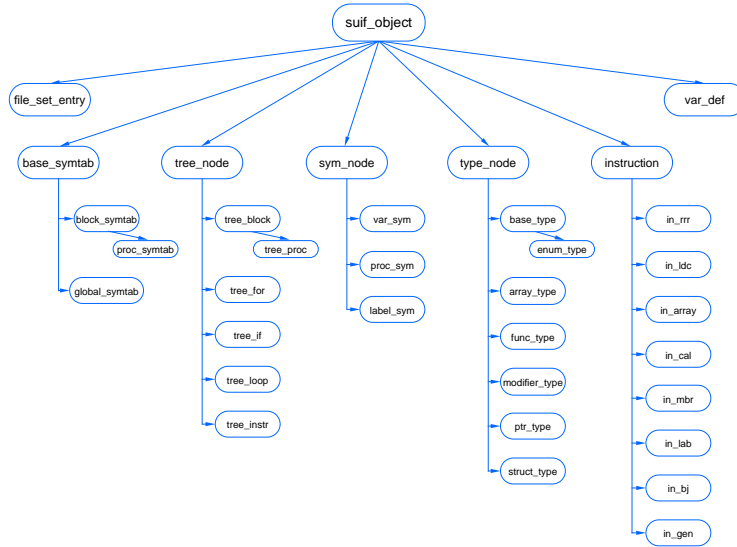 suif_object
file_set_entry
var_def
base_symtab
tree_node
sym_node
type_node
instruction
block_symtab
proc_symtab
global_symtab
tree_block
tree_proc
tree_for
tree_if
tree_loop
tree_instr
var_sym
proc_sym
label_sym
base_type
enum_type
array_type
func_type
modifier_type
ptr_type
struct_type
in_rrr
in_ldc
in_array
in_cal
in_mbr
in_lab
in_bj
in_gen